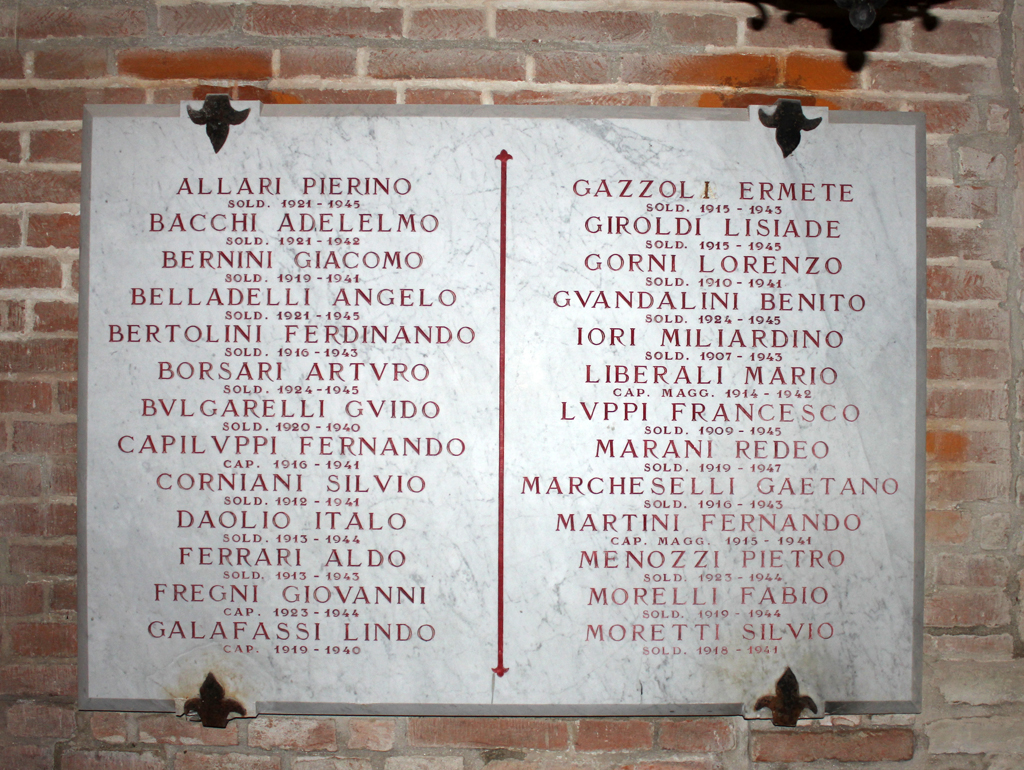 ALLARI PIERINO
SOLD. 1921 - 1945
BACCHI ADELELMO
SOLD. 1921 - 1942
BERNINI GIACOMO
SOLD. 1919 - 1941
BELLADELLI ANGELO
SOLD. 1921 - 1945
BERTOLINI FERDINANDO
SOLD. 1916 - 1943
BORSARI ARTVRO
SOLD. 1924 - 1945
BVLGARELLI GVIDO
SOLD. 1920 - 1940
CAPILVPPI FERNANDO
CAP. 1916 - 1941
CORNIANI SILVIO
SOLD. 1912 - 1941
DAOLIO ITALO
SOLD. 1913 - 1944
FERRARI ALDO
SOLD. 1913 - 1943
FREGNI GIOVANNI
CAP. 1923 - 1944
GALAFASSI LINDO
CAP. 1919 - 1940
GAZZOLI ERMETE
SOLD. 1915 - 1943
GIROLDI LISIADE
SOLD. 1915 - 1945
GORNI LORENZO
SOLD. 1910 - 1941
GVANDALINI BENITO
SOLD. 1924 - 1945
IORI MILIARDINO
SOLD. 1907 - 1943
LIBERALI MARIO
CAP. MAGG. 1914 - 1942
LVPPI FRANCESCO
SOLD. 1909 - 1945
MARANI REDEO
SOLD. 1919 - 1947
MARCHESELLI GAETANO
SOLD. 1916 - 1943
MARTINI FERNANDO
CAP. MAGG. 1915 - 1941
MENOZZI PIETRO
SOLD. 1923 - 1944
MORELLI FABIO
SOLD. 1919 - 1944
MORETTI SILVIO
SOLD. 1918 - 1941